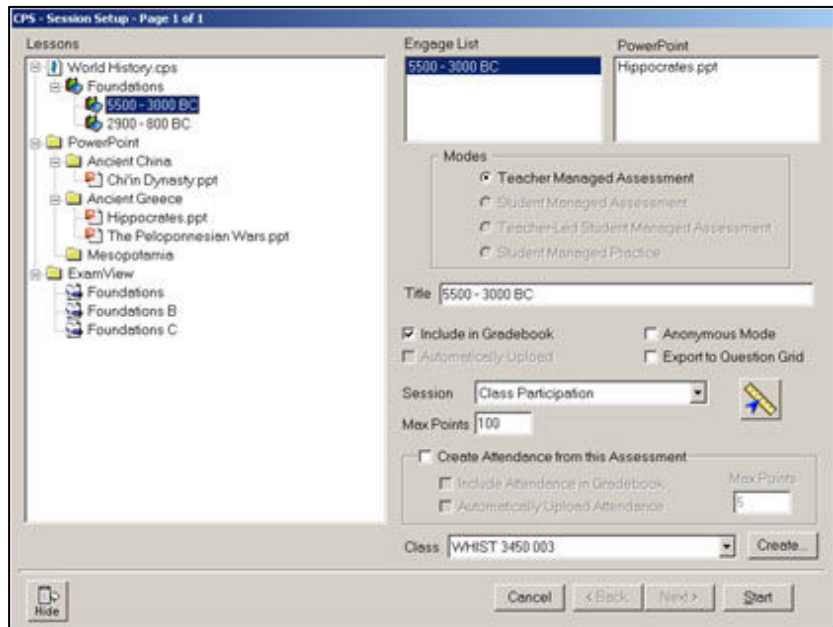 CPS - Session Setup - Page 1 of 1
Lessons
World History.cps
Foundations
5500 - 3000 BC
2900 - 800 BC
PowerPoint
Ancient China
Chi'in Dynasty.ppt
Ancient Greece
Hippocrates.ppt
The Peloponnesian Wars.ppt
Mesopotamia
ExamView
Foundations
Foundations B
Foundations C
Engage List
5500 - 3000 BC
PowerPoint
Hippocrates.ppt
Modes
Teacher Managed Assessment
Student Managed Assessment
Teacher-Led Student Managed Assessment
Student Managed Practice
Title 5500 - 3000 BC
Include in Gradebook
Anonymous Mode
Automatically Upload
Export to Question Grid
Session Class Participation
Max Points 100
Create Attendance from this Assessment
Include Attendance in Gradebook
Automatically Upload Attendance
Max Points
5
Class WHIST 3450 003 Create...
Hide
Cancel < Back Next > Start